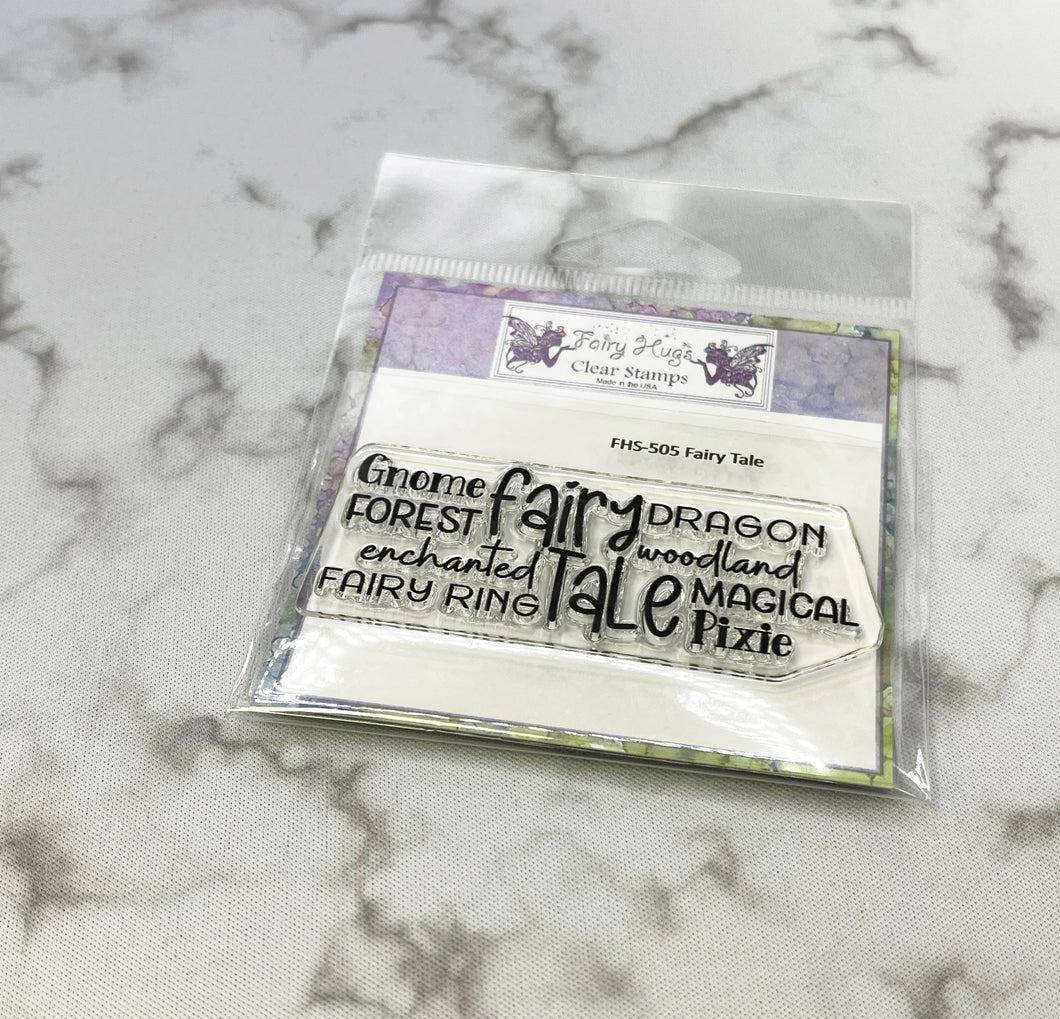 Fairy Hugs
Clear Stamps
Made in the USA
FHS-505 Fairy Tale
Gnome
FOREST
enchanted
FAIRY RING
fairy
TaLe
DRAGON
woodland
MAGICAL
Pixie